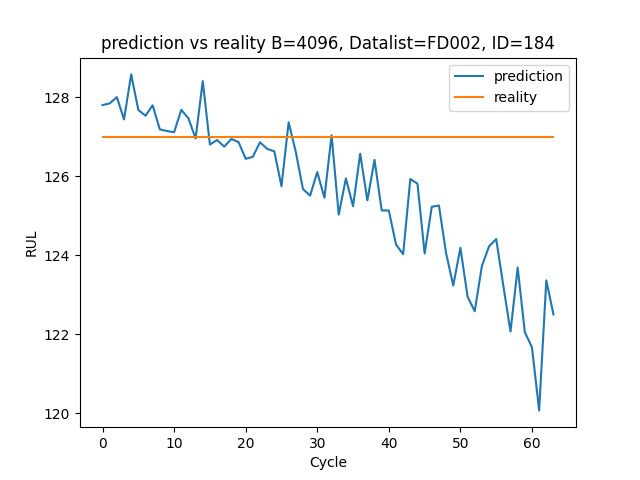 prediction vs reality B=4096, Datalist=FD002, ID=184
prediction
reality
128
126
124
122
120
RUL
0 10 20 30 40 50 60
Cycle